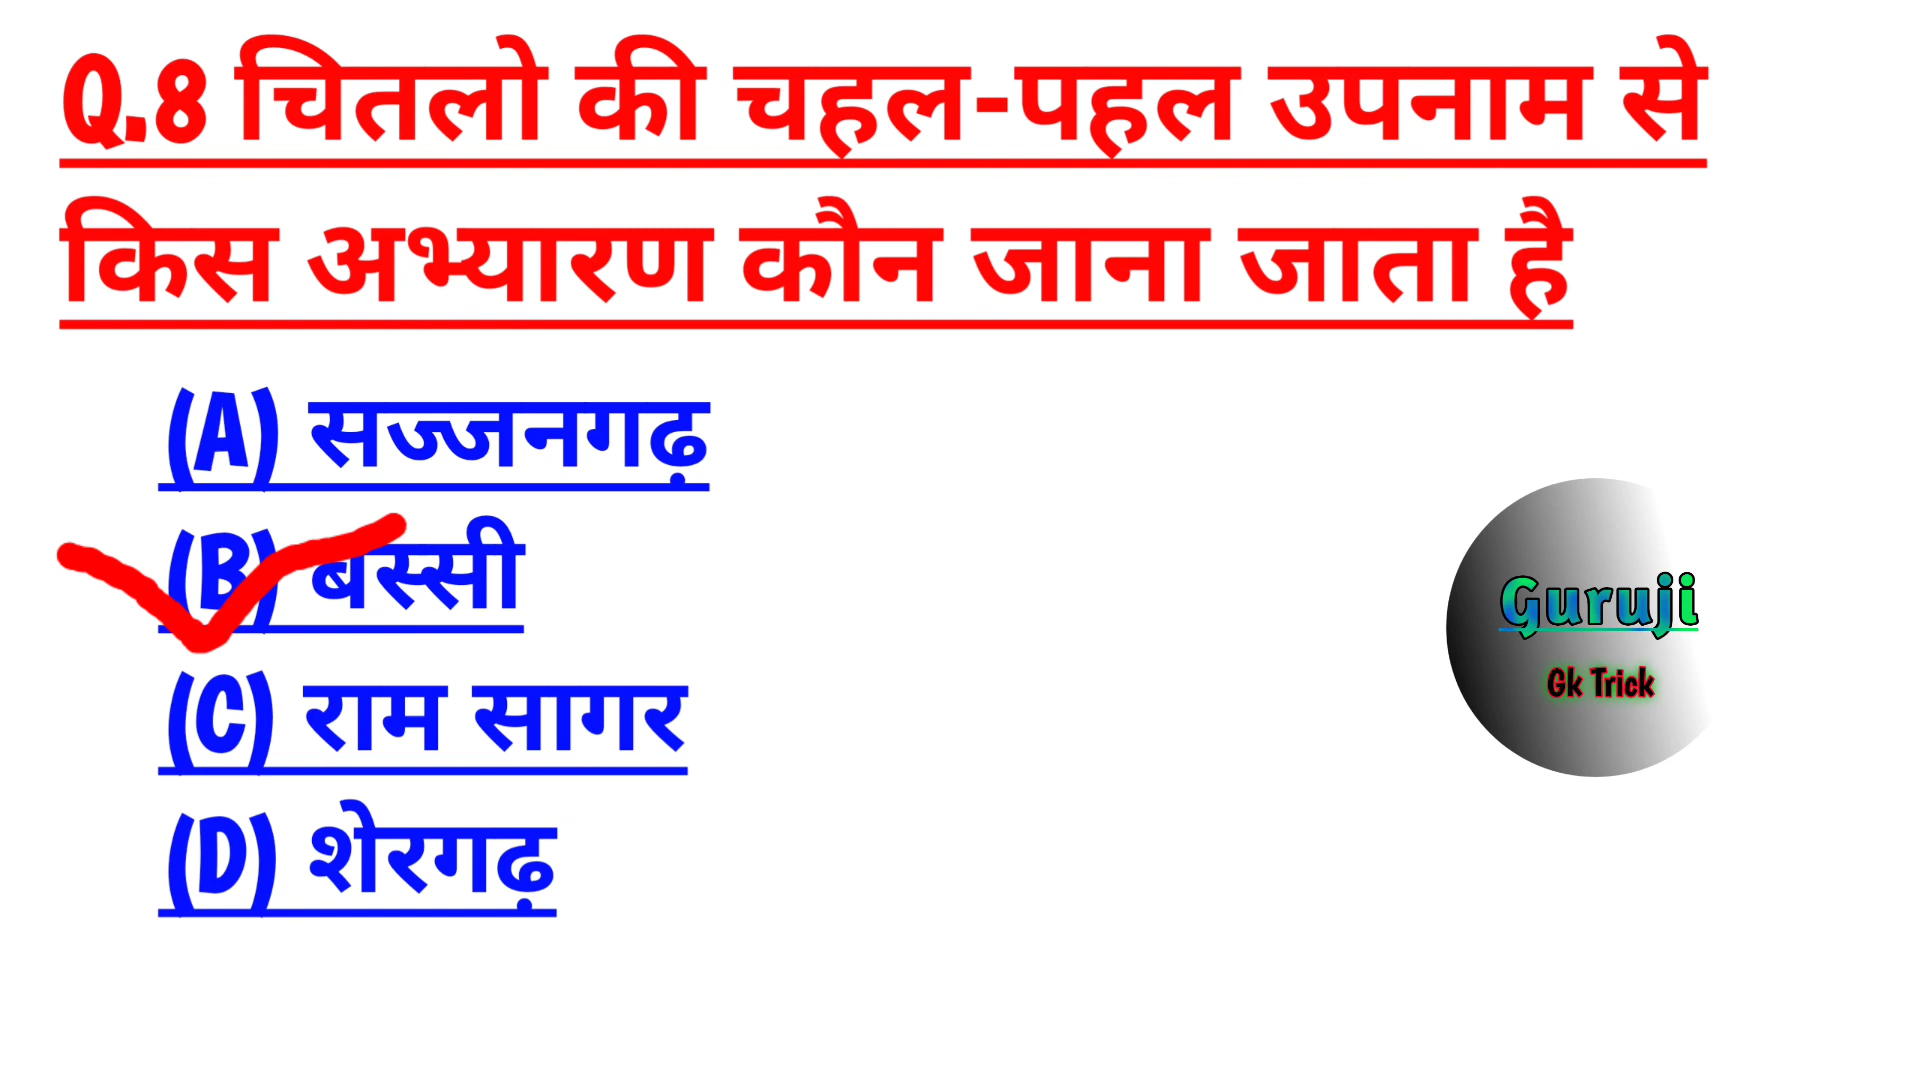 Q.8 चितलो की चहल-पहल उपनाम से
किस अभ्यारण कौन जाना जाता है
(A) सज्जनगढ़
(B) बस्सी
(C) राम सागर
(D) शेरगढ़
Guruji
Gk Trick